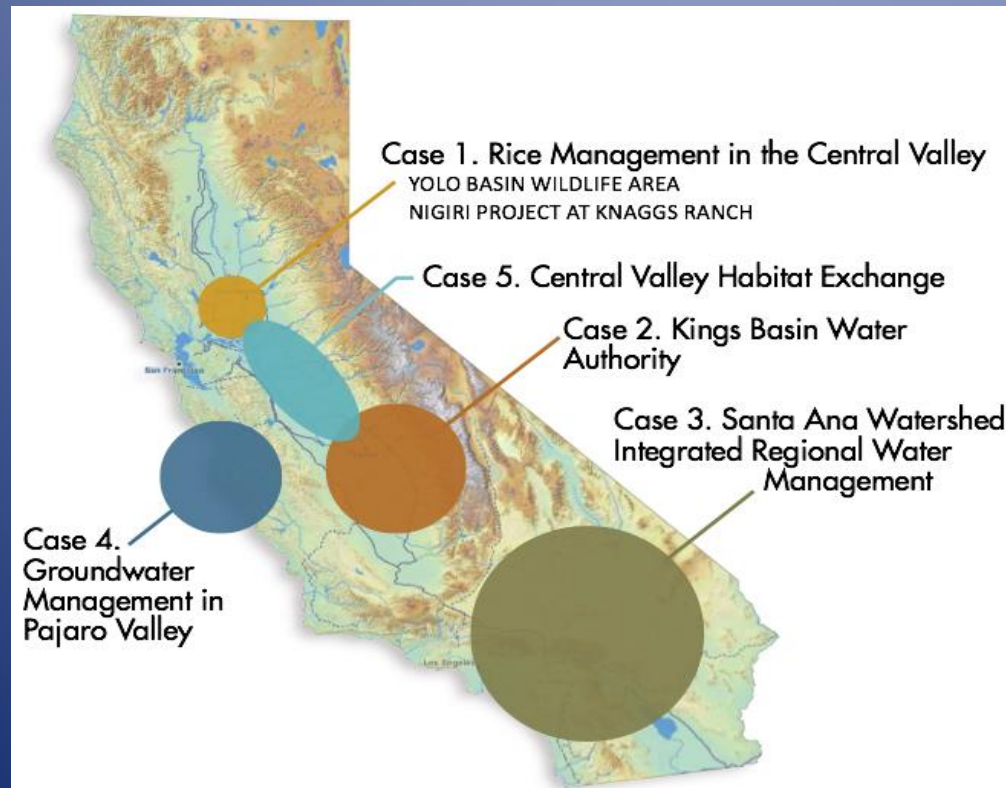 Case 1. Rice Management in the Central Valley
YOLO BASIN WILDLIFE AREA
NIGIRI PROJECT AT KNAGGS RANCH
Case 5. Central Valley Habitat Exchange
Case 2. Kings Basin Water
Authority
San Francisco
Case 3. Santa Ana Watershed
Integrated Regional Water
Management
Case 4.
Groundwater
Management in
Pajaro Valley
Los Angeles